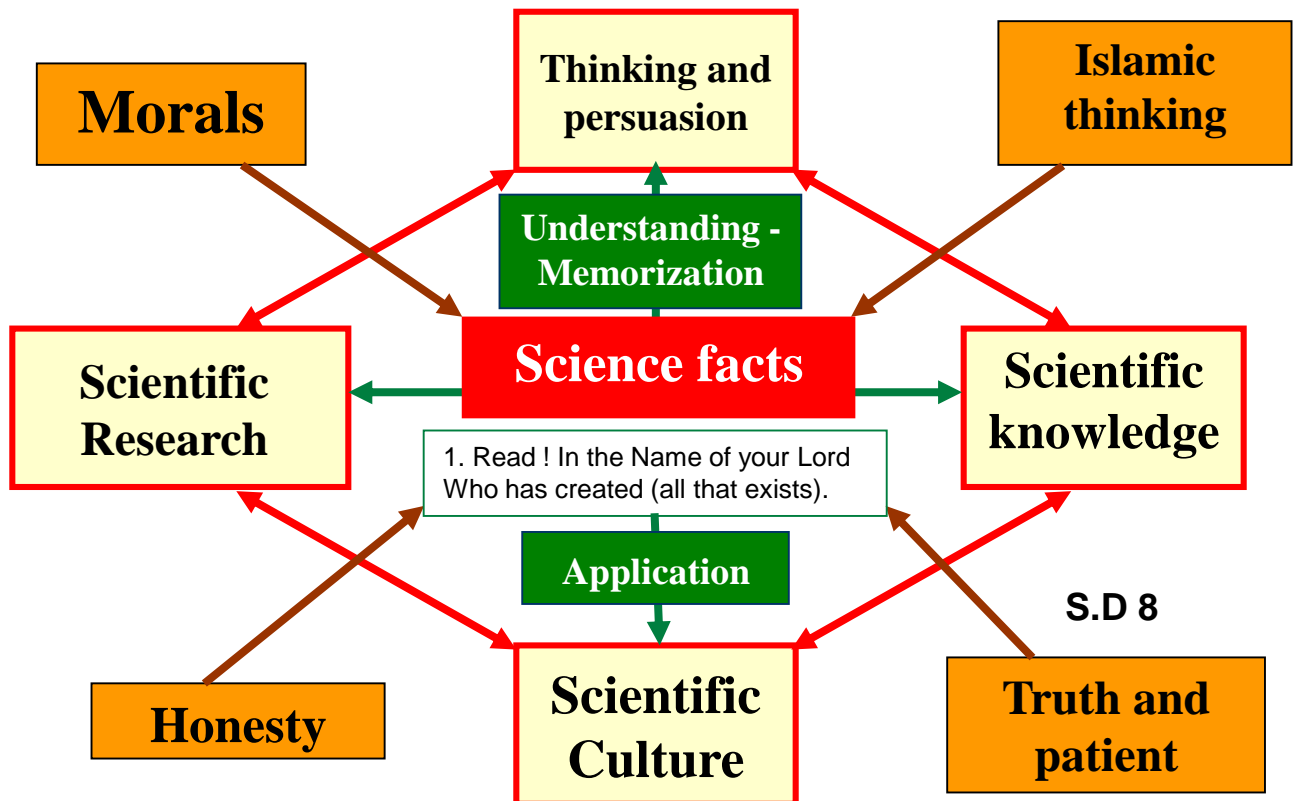 Thinking and
persuasion
Islamic
thinking
Morals
Understanding -
Memorization
Science facts
Scientific
Research
Scientific
knowledge
1. Read ! In the Name of your Lord
Who has created (all that exists).
Application
S.D 8
Honesty
Scientific
Culture
Truth and
patient